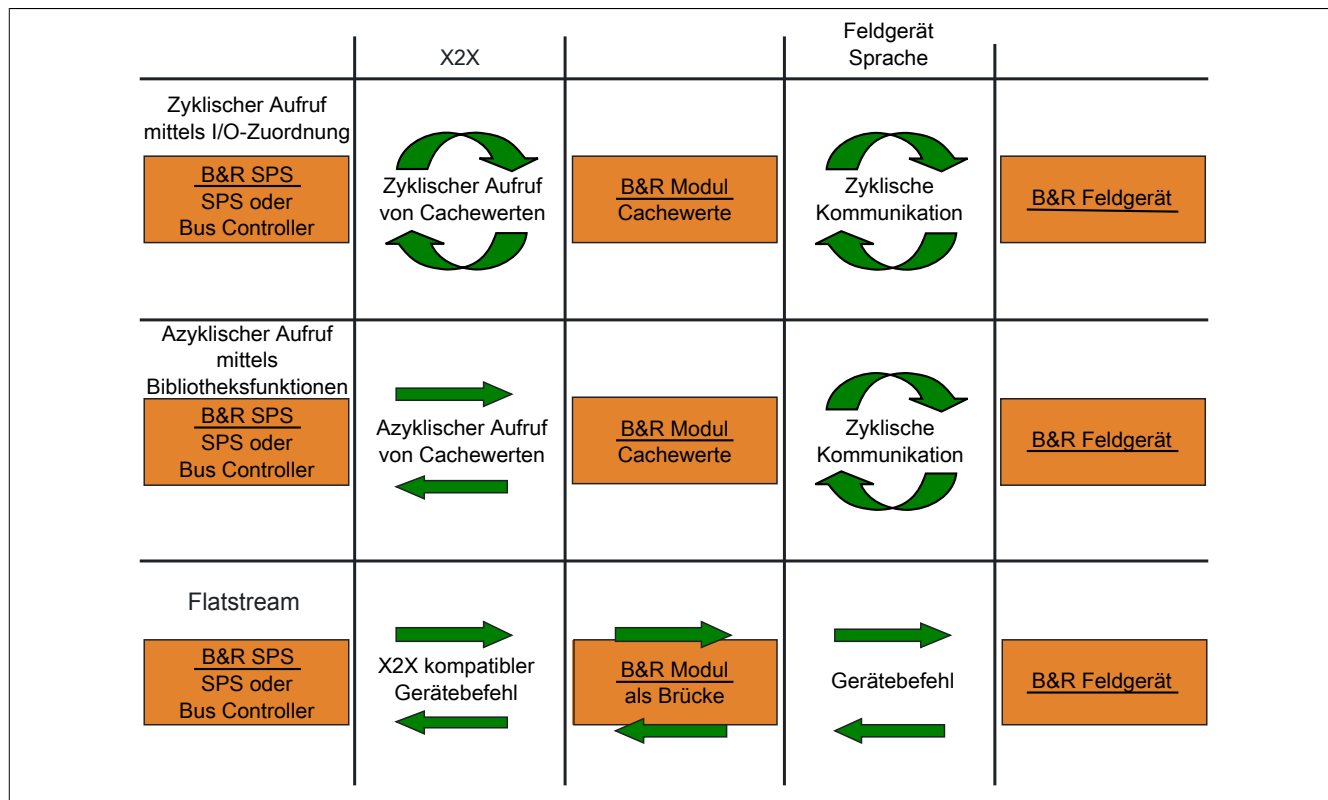 X2X
Feldgerät
Sprache
Zyklischer Aufruf
mittels I/O-Zuordnung
B&R SPS
SPS oder
Bus Controller
Zyklischer Aufruf
von Cachewerten
B&R Modul
Cachewerte
Zyklische
Kommunikation
B&R Feldgerät
Azyklischer Aufruf
mittels
Bibliotheksfunktionen
B&R SPS
SPS oder
Bus Controller
Azyklischer Aufruf
von Cachewerten
B&R Modul
Cachewerte
Zyklische
Kommunikation
B&R Feldgerät
Flatstream
B&R SPS
SPS oder
Bus Controller
X2X kompatibler
Gerätebefehl
B&R Modul
als Brücke
Gerätebefehl
B&R Feldgerät